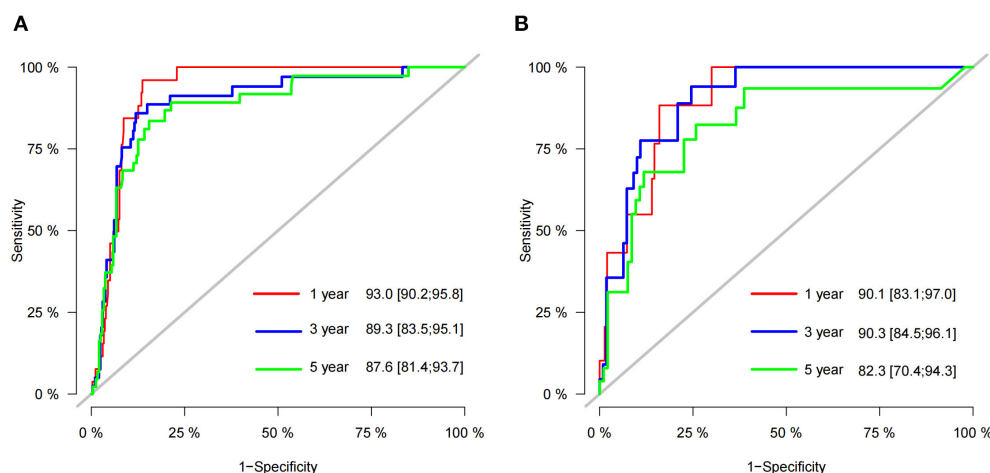 A
100 %
75 %
50 %
25 %
0 %
Sensitivity
1 year 93.0 [90.2;95.8]
3 year 89.3 [83.5;95.1]
5 year 87.6 [81.4;93.7]
0 % 25 % 50 % 75 % 100 %
1-Specificity
B
100 %
75 %
50 %
25 %
0 %
Sensitivity
1 year 90.1 [83.1;97.0]
3 year 90.3 [84.5;96.1]
5 year 82.3 [70.4;94.3]
0 % 25 % 50 % 75 % 100 %
1-Specificity